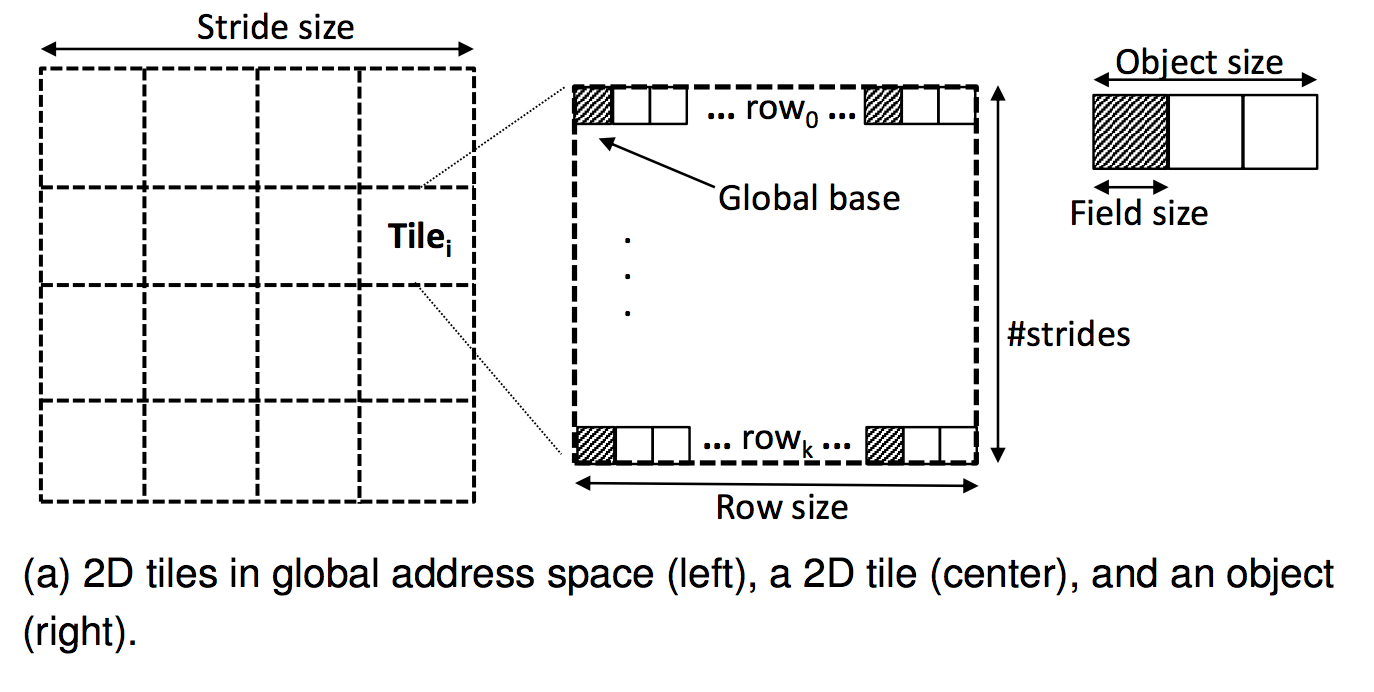 Stride size
Tileᵢ
... row₀ ...
Global base
... rowₖ ...
Row size
#strides
Object size
Field size
(a) 2D tiles in global address space (left), a 2D tile (center), and an object
(right).